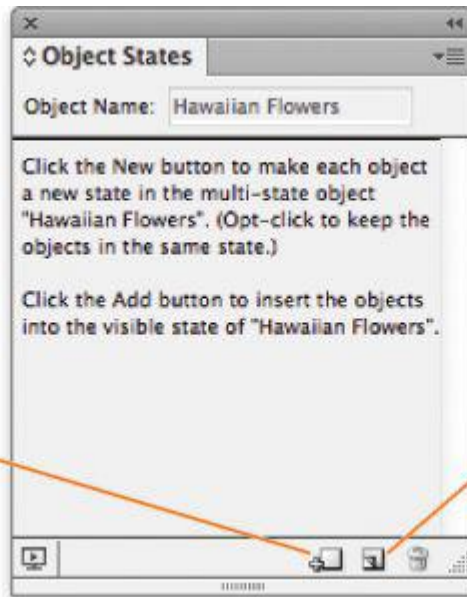 Object States
Object Name: Hawaiian Flowers
Click the New button to make each object
a new state in the multi-state object
"Hawaiian Flowers". (Opt-click to keep the
objects in the same state.)
Click the Add button to insert the objects
into the visible state of "Hawaiian Flowers".